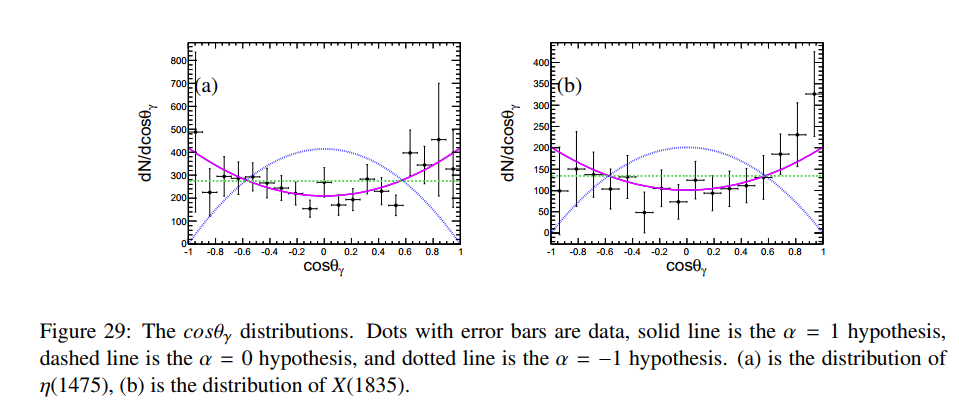 (a)
dN/dcosθγ
800
700
600
500
400
300
200
100
0
-1 -0.8 -0.6 -0.4 -0.2 0 0.2 0.4 0.6 0.8 1
cosθγ
(b)
dN/dcosθγ
400
350
300
250
200
150
100
50
0
-1 -0.8 -0.6 -0.4 -0.2 0 0.2 0.4 0.6 0.8 1
cosθγ
Figure 29: The cosθγ distributions. Dots with error bars are data, solid line is the α = 1 hypothesis,
dashed line is the α = 0 hypothesis, and dotted line is the α = −1 hypothesis. (a) is the distribution of
η(1475), (b) is the distribution of X(1835).